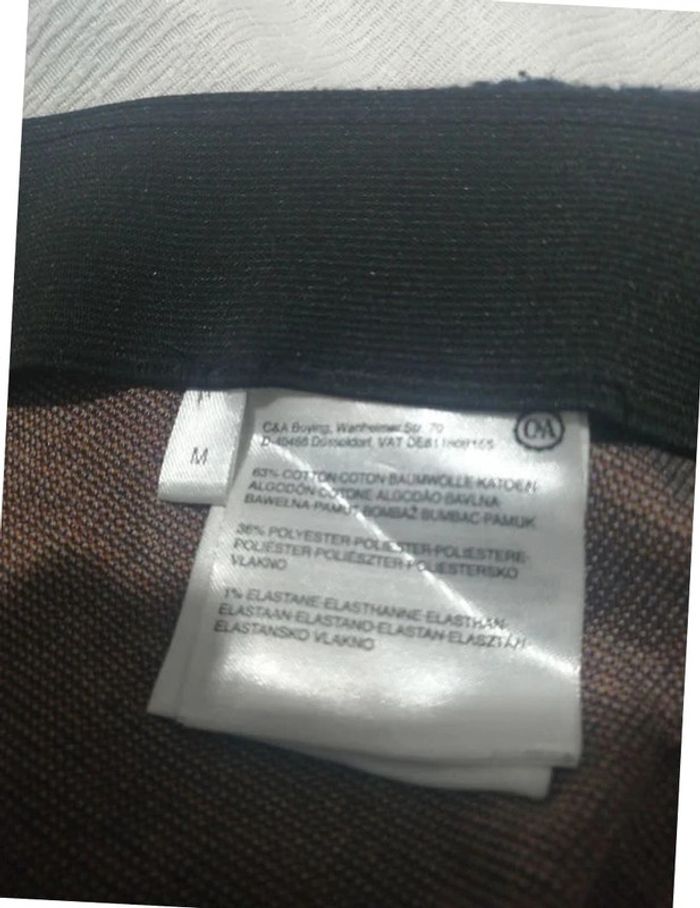 M
C&A
C&A Buying, Wanheimer Str. 70
D-40468 Düsseldorf, VAT
63% COTTON-COTON-BAUMWOLLE-KATOEN-
ALGODÓN-COTONE-ALGODÃO-BAVLNA-
BAWEŁNA-PAMUT-BOMBAŽ-BUMBAC-PAMUK
36% POLYESTER-POLIESTER-POLIESTERE-
POLIÉSTER-POLIÉSZTER-POLIESTERSKO
VLAKNO
1% ELASTANE-ELASTHANNE-ELASTHAN-
ELASTAAN-ELASTANO-ELASTAN-ELASZTÁN
ELASTANSKO VLAKNO